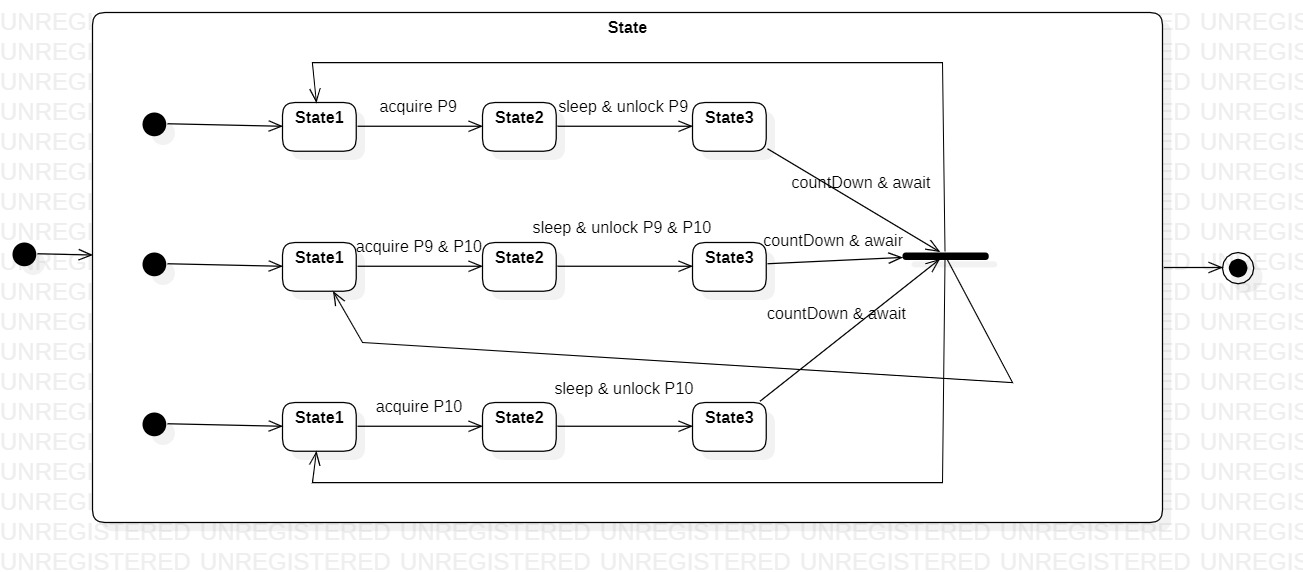 State
acquire P9
sleep & unlock P9
State1
State2
State3
countDown & await
sleep & unlock P9 & P10
acquire P9 & P10
countDown & awair
State1
State2
State3
countDown & await
sleep & unlock P10
acquire P10
State1
State2
State3
UNREGISTERED UNREGISTERED UNREGISTERED UNREGISTERED UNREGISTERED UNREGISTERED UNREGIS
UNREGISTERED UNREGISTERED UNREGISTERED UNREGISTERED UNREGISTERED UNREGISTERED UNREGIS